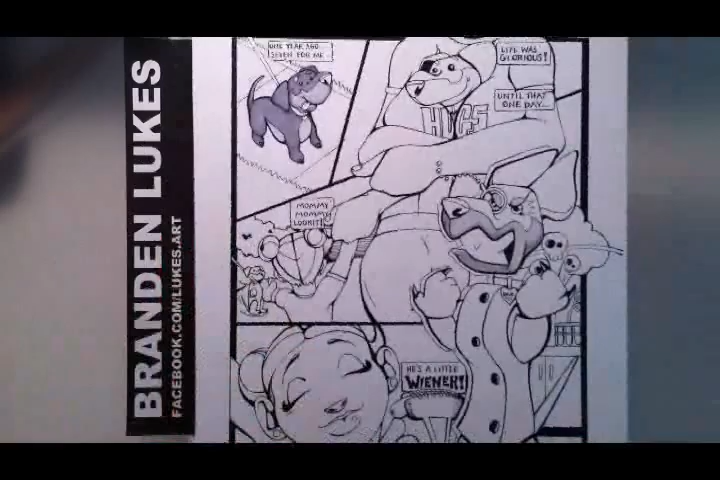 BRANDEN LUKES
FACEBOOK.COM/LUKES.ART
ONE YEAR AGO
SEVEN FOR ME
LIFE WAS
GLORIOUS!
UNTIL THAT
ONE DAY...
HUGS
MOMMY
MOMMY
LOOKIT!
HE'S A LITTLE
WIENER!